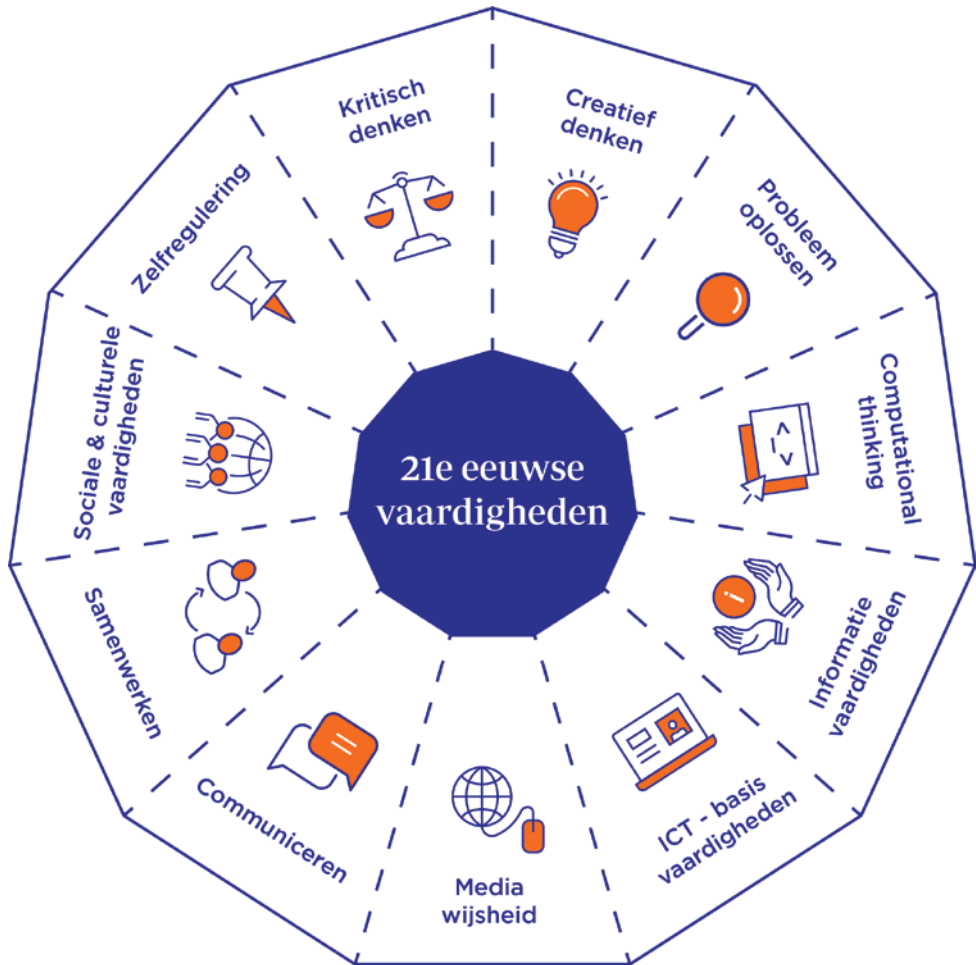 21e eeuwse
vaardigheden
Kritisch
denken
Creatief
denken
Probleem
oplossen
Computational
thinking
Informatie
vaardigheden
ICT - basis
vaardigheden
Media
wijsheid
Communiceren
Samenwerken
Sociale & culturele
vaardigheden
Zelfregulering
i